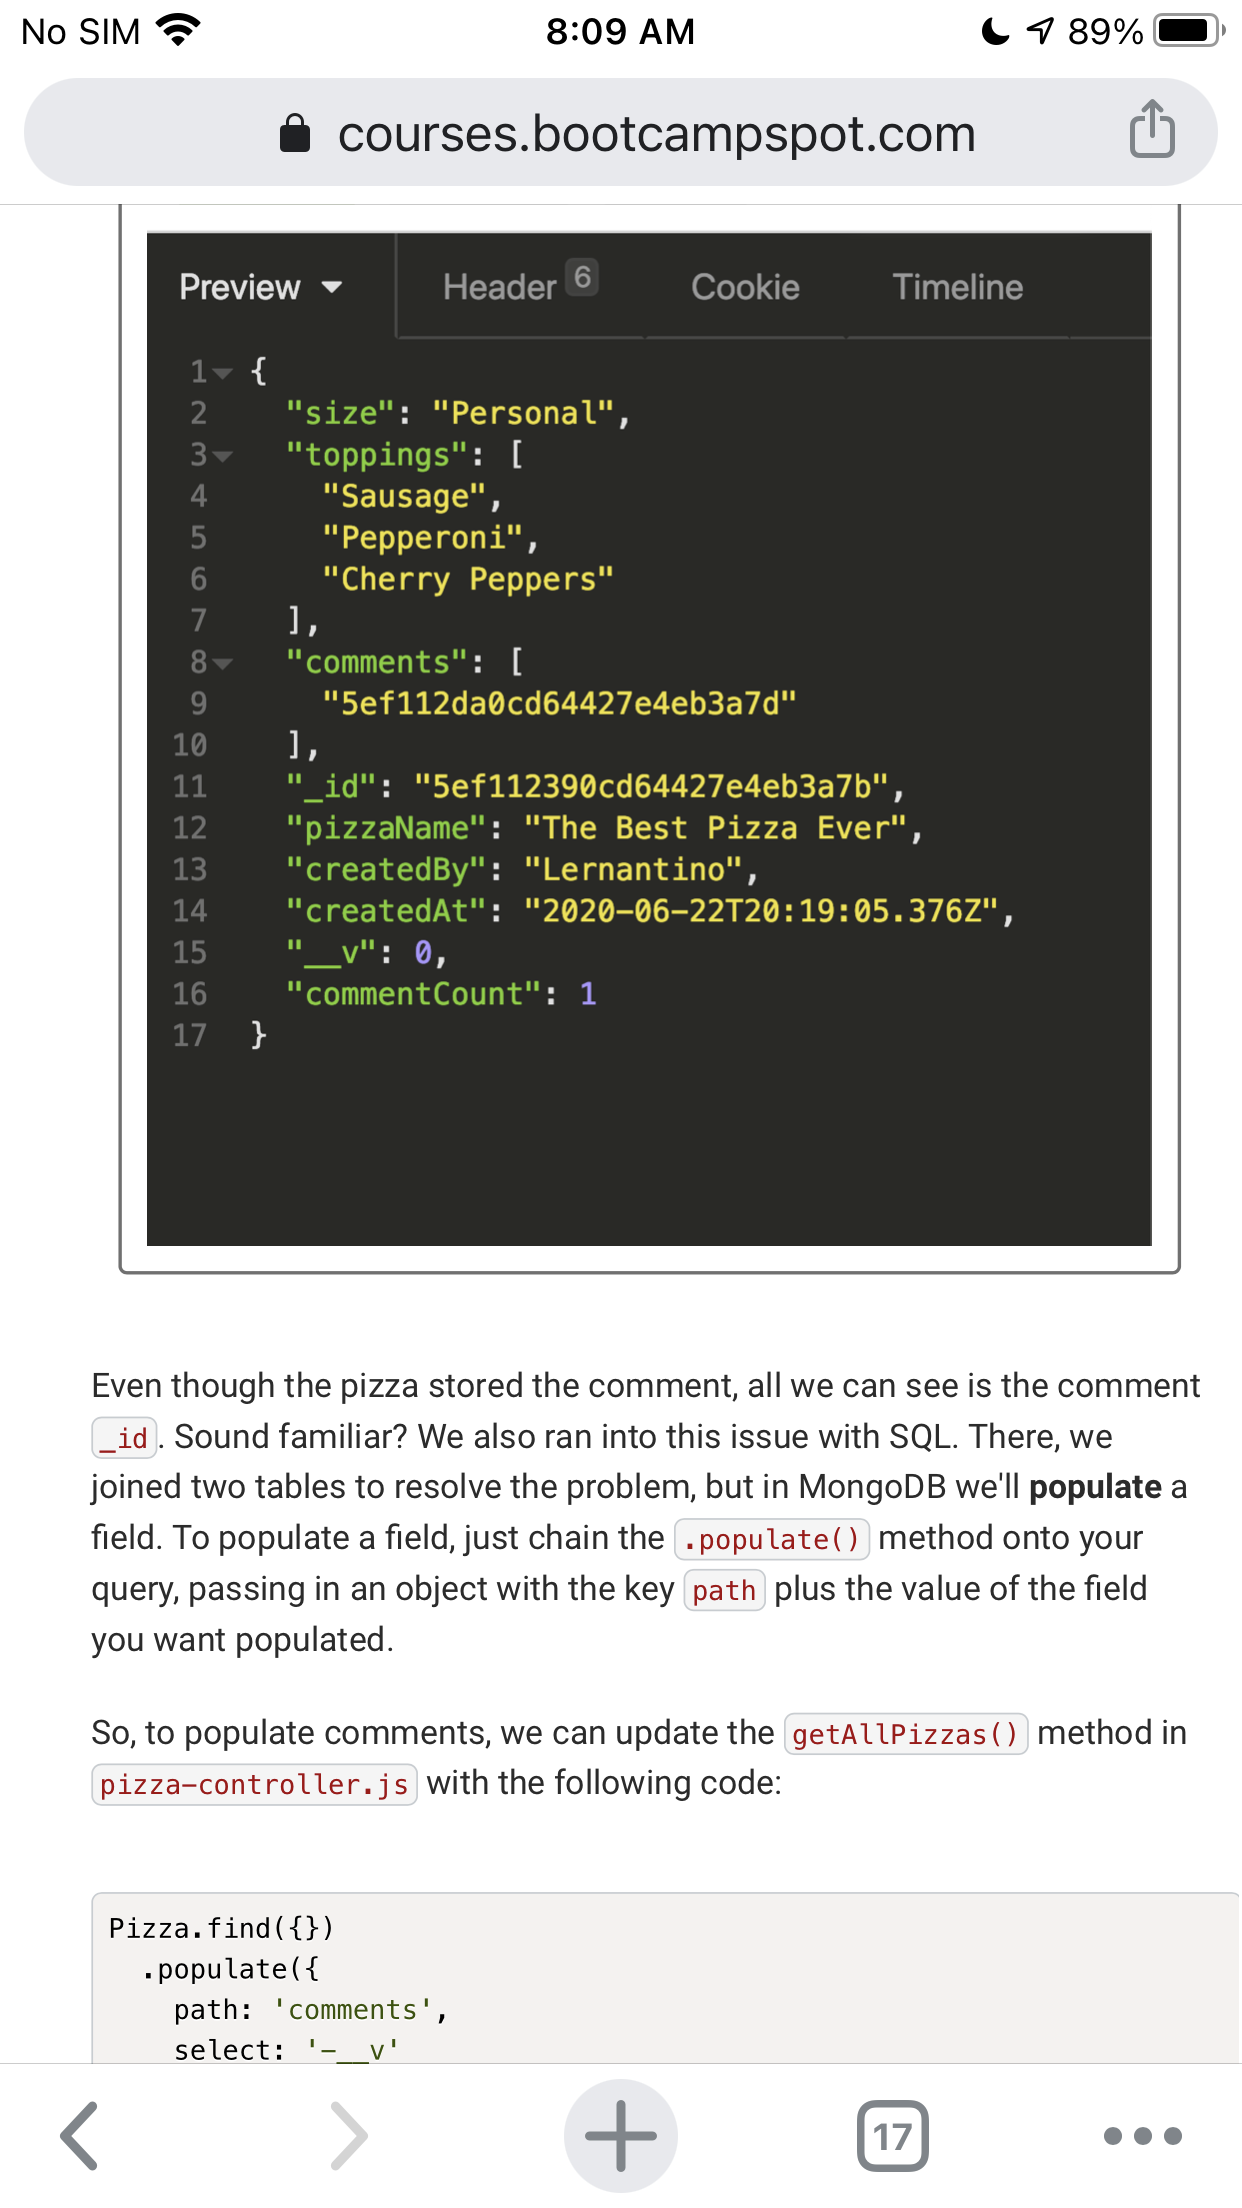 No SIM 8:09 AM 89%
courses.bootcampspot.com
Preview Header 6 Cookie Timeline
1 {
2 "size": "Personal",
3 "toppings": [
4 "Sausage",
5 "Pepperoni",
6 "Cherry Peppers"
7 ],
8 "comments": [
9 "5ef112da0cd64427e4eb3a7d"
10 ],
11 "_id": "5ef112390cd64427e4eb3a7b",
12 "pizzaName": "The Best Pizza Ever",
13 "createdBy": "Lernantino",
14 "createdAt": "2020-06-22T20:19:05.376Z",
15 "__v": 0,
16 "commentCount": 1
17 }
Even though the pizza stored the comment, all we can see is the comment
_id. Sound familiar? We also ran into this issue with SQL. There, we
joined two tables to resolve the problem, but in MongoDB we'll populate a
field. To populate a field, just chain the .populate() method onto your
query, passing in an object with the key path plus the value of the field
you want populated.
So, to populate comments, we can update the getAllPizzas() method in
pizza-controller.js with the following code:
Pizza.find({})
.populate({
path: 'comments',
select: '-__v'
17